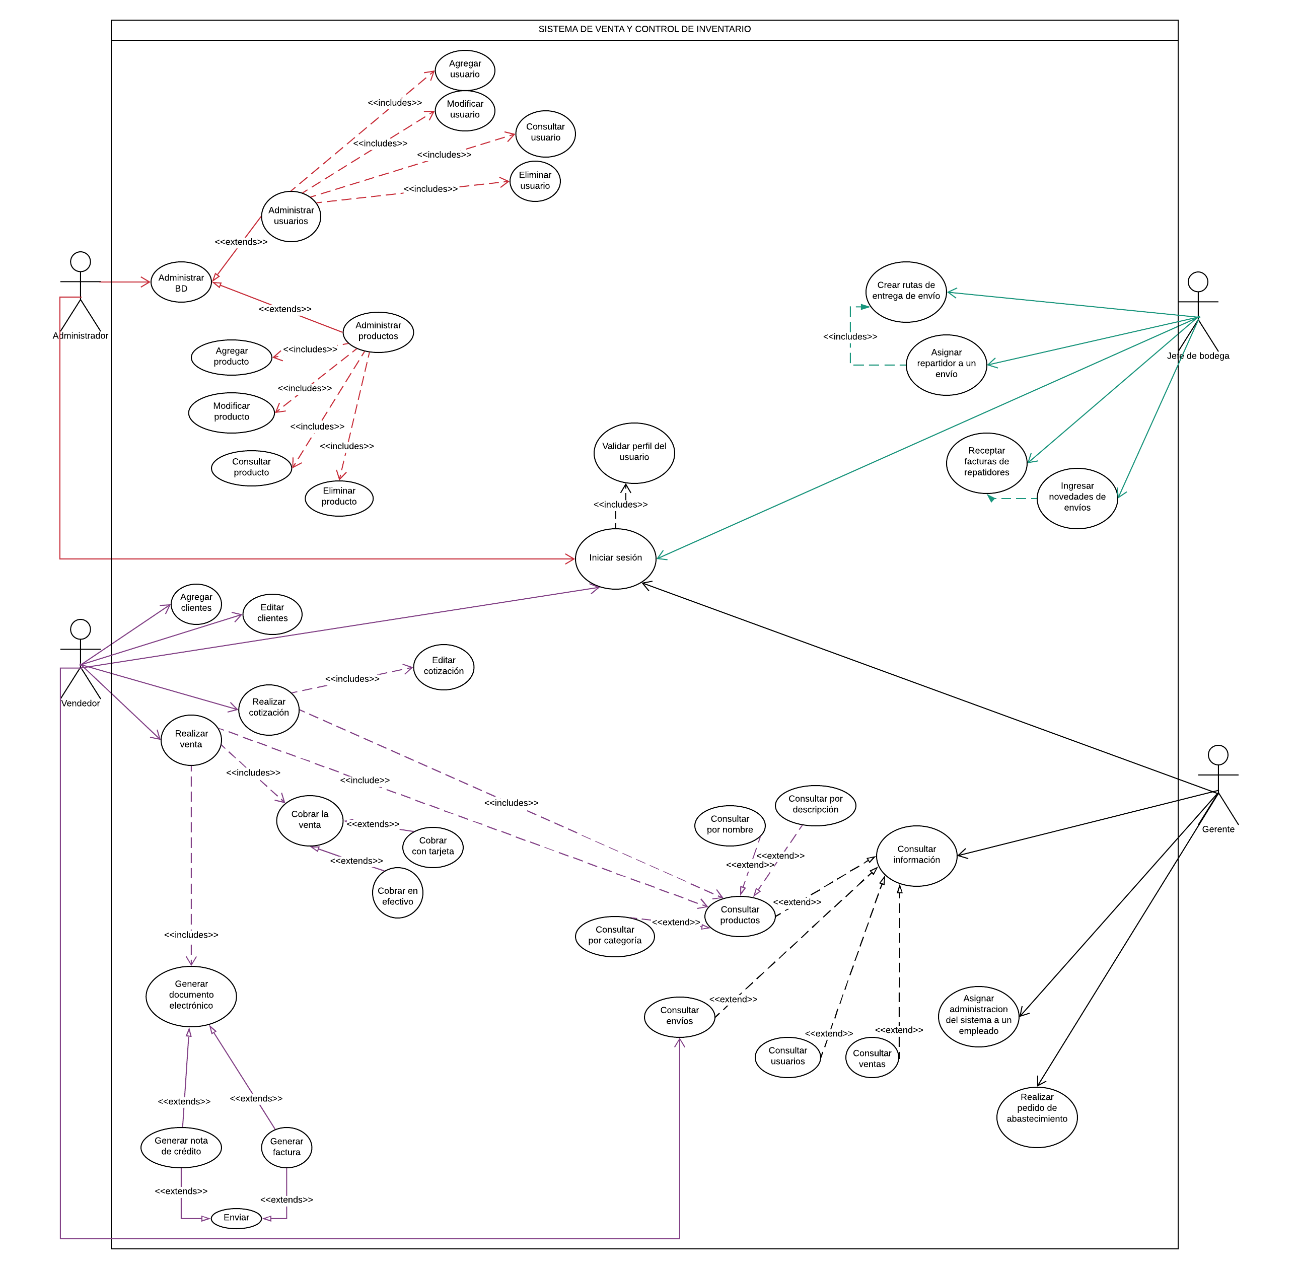 SISTEMA DE VENTA Y CONTROL DE INVENTARIO
Agregar
usuario
<<includes>>
Modificar
usuario
Consultar
usuario
<<includes>>
<<includes>>
Eliminar
usuario
<<includes>>
Administrar
usuarios
<<extends>>
Administrar
BD
Administrador
<<extends>>
Administrar
productos
Agregar
producto
<<includes>>
<<includes>>
Modificar
producto
<<includes>>
<<includes>>
Consultar
producto
Eliminar
producto
Crear rutas de
entrega de envío
<<includes>>
Asignar
repartidor a un
envío
Jefe de bodega
Receptar
facturas de
repatidores
Ingresar
novedades de
envíos
Validar perfil del
usuario
<<includes>>
Iniciar sesión
Agregar
clientes
Editar
clientes
Vendedor
Editar
cotización
<<includes>>
Realizar
cotización
Realizar
venta
<<includes>>
<<include>>
<<includes>>
Cobrar la
venta
<<extends>>
Cobrar
con tarjeta
<<extends>>
Cobrar en
efectivo
<<includes>>
Consultar
por nombre
Consultar por
descripción
<<extend>>
<<extend>>
Consultar
información
Gerente
<<extend>>
Consultar
productos
<<extend>>
Consultar
por categoría
Generar
documento
electrónico
<<extend>>
Consultar
envíos
<<extend>>
<<extend>>
Consultar
usuarios
Consultar
ventas
Asignar
administracion
del sistema a un
empleado
Realizar
pedido de
abastecimiento
<<extends>>
<<extends>>
Generar nota
de crédito
Generar
factura
<<extends>>
<<extends>>
Enviar